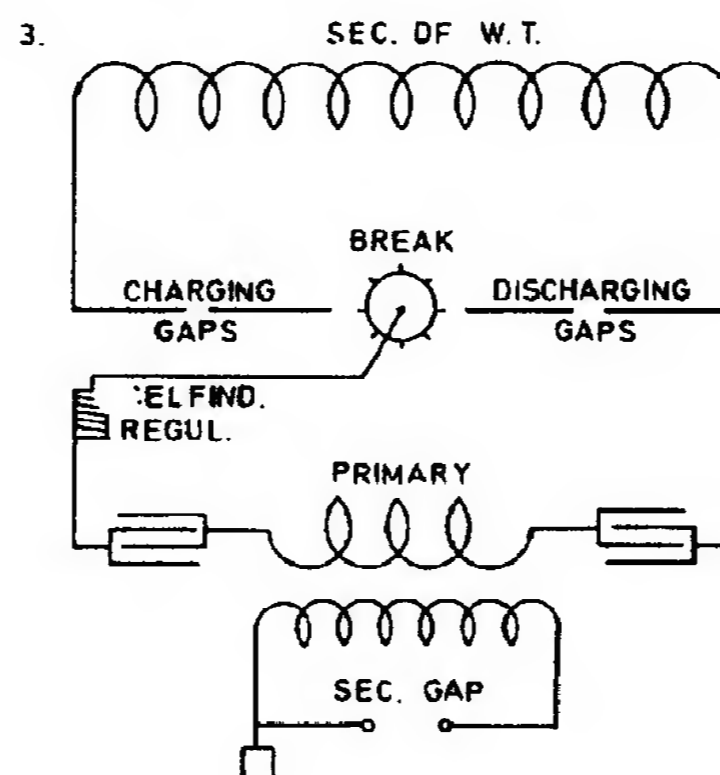 3.
SEC. OF W.T.
BREAK
CHARGING
GAPS
DISCHARGING
GAPS
REGUL.
PRIMARY
SEC. GAP